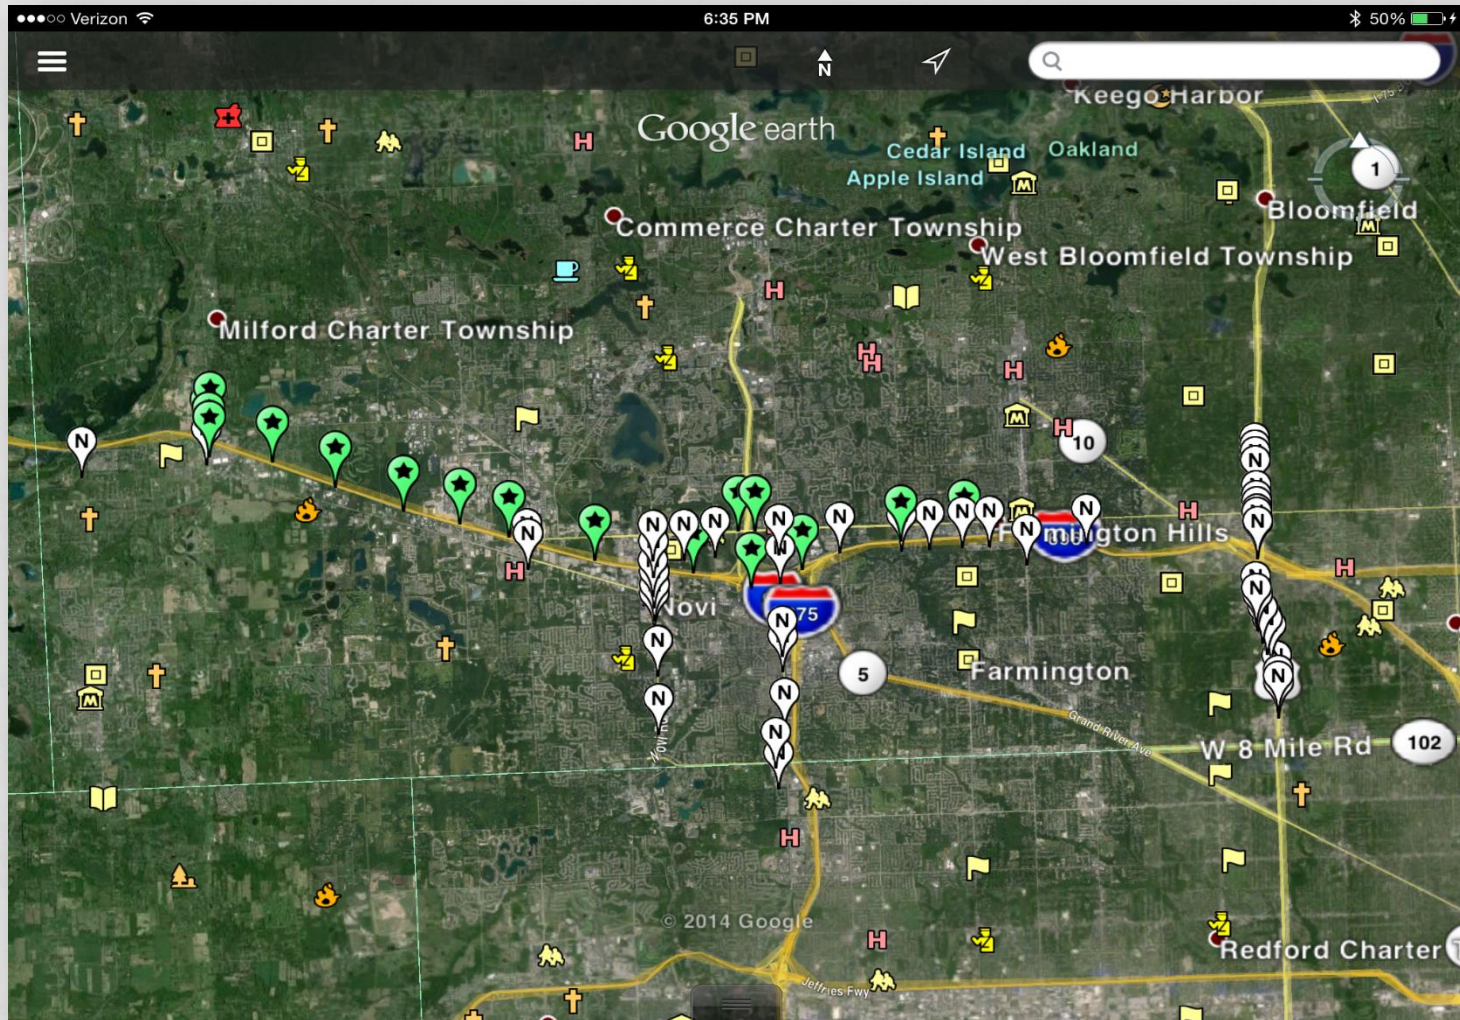 Verizon
6:35 PM
50%
N
Keego Harbor
Google earth
Cedar Island
Oakland
Apple Island
1
Bloomfield
Commerce Charter Township
West Bloomfield Township
Milford Charter Township
10
Farmington Hills
Novi
75
5
Farmington
Grand River Ave
Novi
W 8 Mile Rd
102
© 2014 Google
Redford Charter
Jeffries Fwy